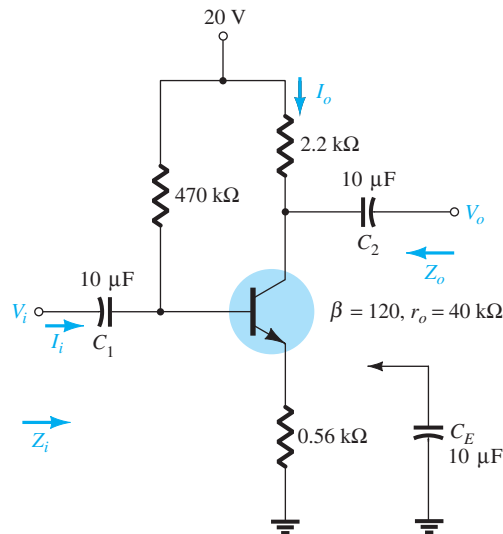 20 V
I_o
2.2 kΩ
470 kΩ
10 μF
V_o
C_2
Z_o
10 μF
V_i
I_i
C_1
β = 120, r_o = 40 kΩ
Z_i
0.56 kΩ
C_E
10 μF